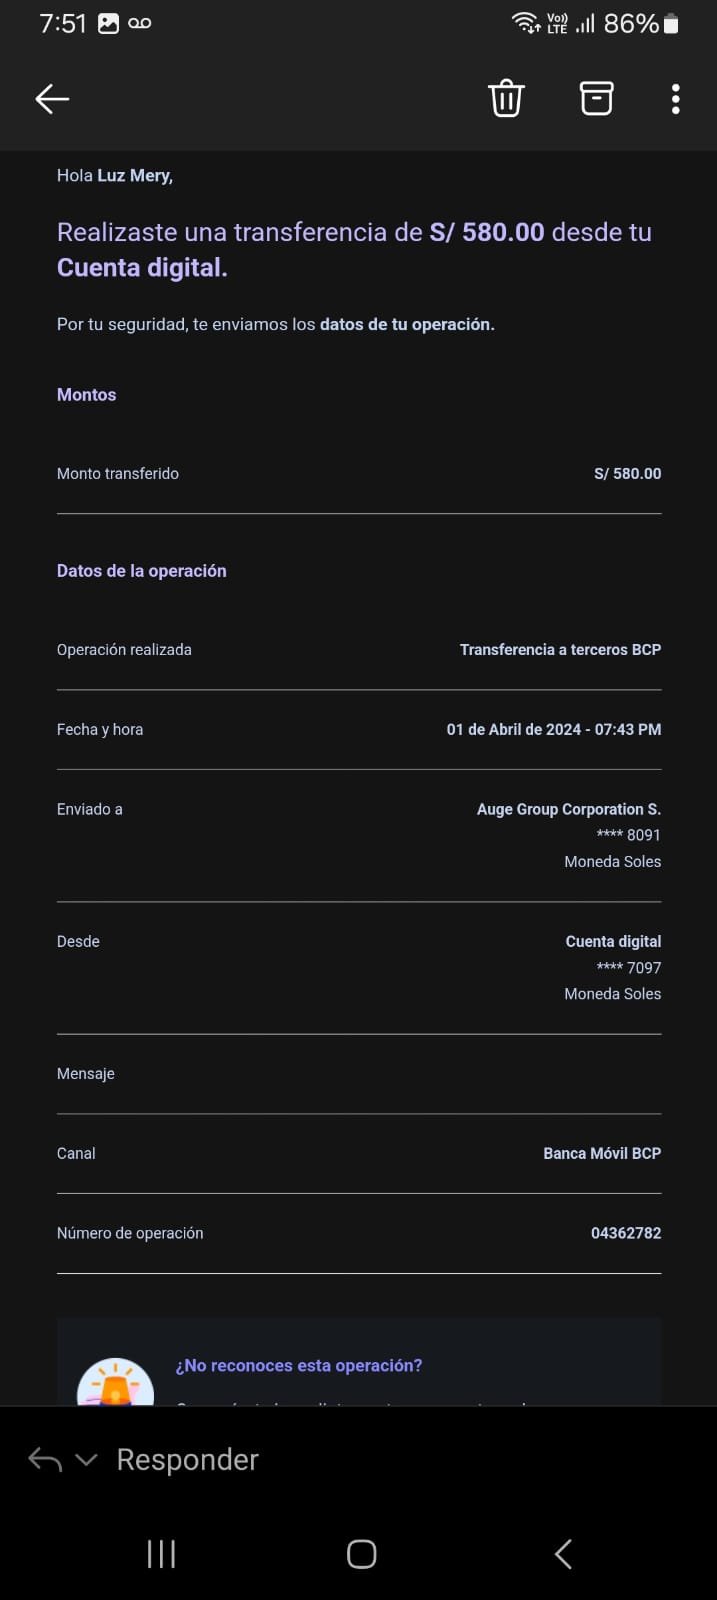 7:51
Vo))
LTE
86%
Hola Luz Mery,
Realizaste una transferencia de S/ 580.00 desde tu
Cuenta digital.
Por tu seguridad, te enviamos los datos de tu operación.
Montos
Monto transferido S/ 580.00
Datos de la operación
Operación realizada Transferencia a terceros BCP
Fecha y hora 01 de Abril de 2024 - 07:43 PM
Enviado a Auge Group Corporation S.
**** 8091
Moneda Soles
Desde Cuenta digital
**** 7097
Moneda Soles
Mensaje
Canal Banca Móvil BCP
Número de operación 04362782
¿No reconoces esta operación?
Responder